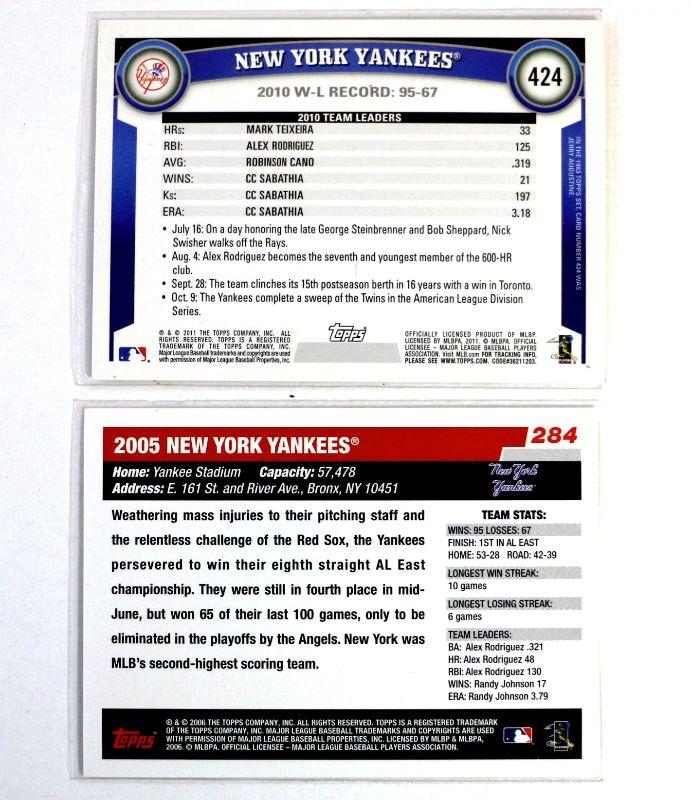 NEW YORK YANKEES®
424
2010 W-L RECORD: 95-67
2010 TEAM LEADERS
HRs: MARK TEIXEIRA 33
RBI: ALEX RODRIGUEZ 125
AVG: ROBINSON CANO .319
WINS: CC SABATHIA 21
Ks: CC SABATHIA 197
ERA: CC SABATHIA 3.18
• July 16: On a day honoring the late George Steinbrenner and Bob Sheppard, Nick
Swisher walks off the Rays.
• Aug. 4: Alex Rodriguez becomes the seventh and youngest member of the 600-HR
club.
• Sept. 28: The team clinches its 15th postseason berth in 16 years with a win in Toronto.
• Oct. 9: The Yankees complete a sweep of the Twins in the American League Division
Series.
IN THE 1983 TOPPS SET, CARD NUMBER 424 WAS
JERRY AUGUSTINE.
® & © 2011 THE TOPPS COMPANY, INC. ALL
RIGHTS RESERVED. TOPPS IS A REGISTERED
TRADEMARK OF THE TOPPS COMPANY, INC.
Major League Baseball trademarks and copyrights are used
with permission of Major League Baseball Properties, Inc.
Topps
OFFICIALLY LICENSED PRODUCT OF MLBP.
LICENSED BY MLBPA, 2011. © MLBPA, OFFICIAL
LICENSEE – MAJOR LEAGUE BASEBALL PLAYERS
ASSOCIATION. Visit MLB.com FOR TRACKING INFO,
PLEASE SEE WWW.TOPPS.COM. CODE#36211203.
2005 NEW YORK YANKEES®
284
Home: Yankee Stadium Capacity: 57,478
Address: E. 161 St. and River Ave., Bronx, NY 10451
New York
Yankees
Weathering mass injuries to their pitching staff and
the relentless challenge of the Red Sox, the Yankees
persevered to win their eighth straight AL East
championship. They were still in fourth place in mid-
June, but won 65 of their last 100 games, only to be
eliminated in the playoffs by the Angels. New York was
MLB's second-highest scoring team.
TEAM STATS:
WINS: 95 LOSSES: 67
FINISH: 1ST IN AL EAST
HOME: 53-28 ROAD: 42-39
LONGEST WIN STREAK:
10 games
LONGEST LOSING STREAK:
6 games
TEAM LEADERS:
BA: Alex Rodriguez .321
HR: Alex Rodriguez 48
RBI: Alex Rodriguez 130
WINS: Randy Johnson 17
ERA: Randy Johnson 3.79
Topps
® & © 2006 THE TOPPS COMPANY, INC. ALL RIGHTS RESERVED. TOPPS IS A REGISTERED TRADEMARK
OF THE TOPPS COMPANY, INC. MAJOR LEAGUE BASEBALL TRADEMARKS AND COPYRIGHTS ARE USED
WITH PERMISSION OF MAJOR LEAGUE BASEBALL PROPERTIES, INC. LICENSED BY MLBP & MLBPA,
2006. © MLBPA. OFFICIAL LICENSEE – MAJOR LEAGUE BASEBALL PLAYERS ASSOCIATION.